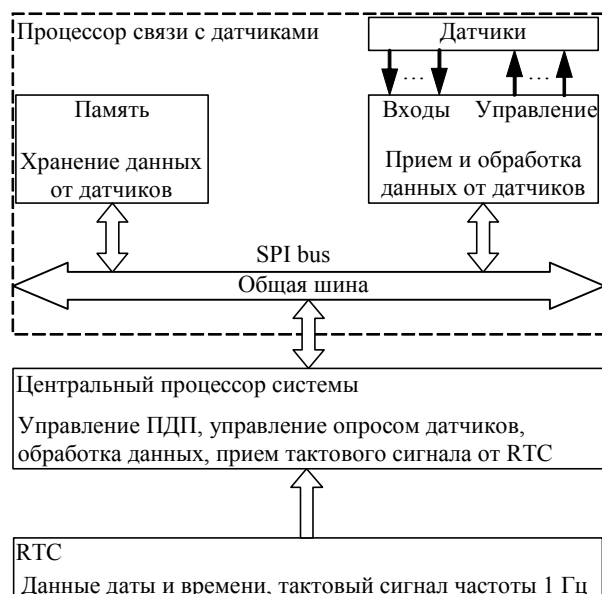 Процессор связи с датчиками
Датчики
... ...
Память
Хранение данных
от датчиков
Входы Управление
Прием и обработка
данных от датчиков
SPI bus
Общая шина
Центральный процессор системы
Управление ПДП, управление опросом датчиков,
обработка данных, прием тактового сигнала от RTC
RTC
Данные даты и времени, тактовый сигнал частоты 1 Гц